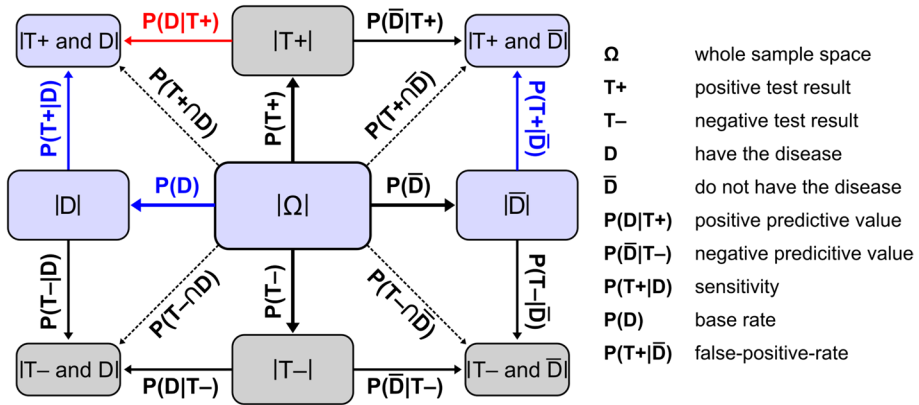 |T+ and D|
P(D|T+)
|T+|
P(D̅|T+)
|T+ and D̅|
P(T+|D)
P(T+∩D)
P(T+)
P(T+∩D̅)
P(T+|D̅)
|D|
P(D)
|Ω|
P(D̅)
|D̅|
P(T–|D)
P(T–∩D)
P(T–)
P(T–∩D̅)
P(T–|D̅)
|T– and D|
P(D|T–)
|T–|
P(D̅|T–)
|T– and D̅|
Ω whole sample space
T+ positive test result
T– negative test result
D have the disease
D̅ do not have the disease
P(D|T+) positive predictive value
P(D̅|T–) negative predicitive value
P(T+|D) sensitivity
P(D) base rate
P(T+|D̅) false-positive-rate